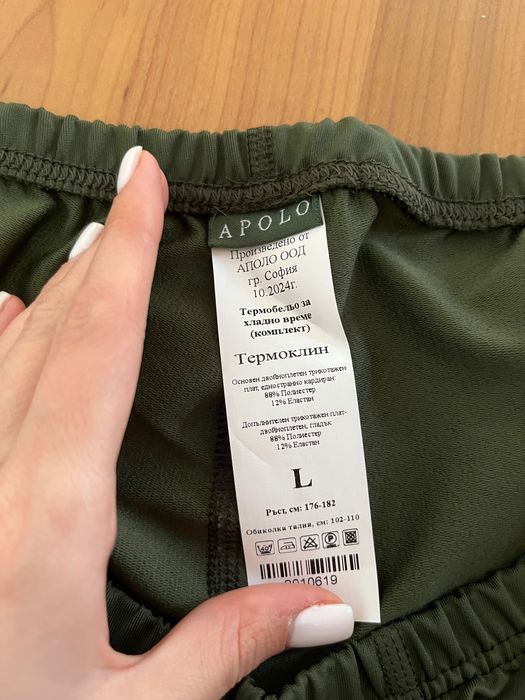 APOLO
Произведено от
АПОЛО ООД
гр. София
10.2024г.
Термобельо за
хладно време
(комплект)
Термоклин
Основен двойноплетен трикотажен
плат, едностранно кардиран:
88% Полиестер
12% Еластан
Допълнителен трикотажен плат-
двойноплетен, гладък
88% Полиестер
12% Еластан
L
Ръст, см: 176-182
Обиколка талия, см: 102-110
2010619